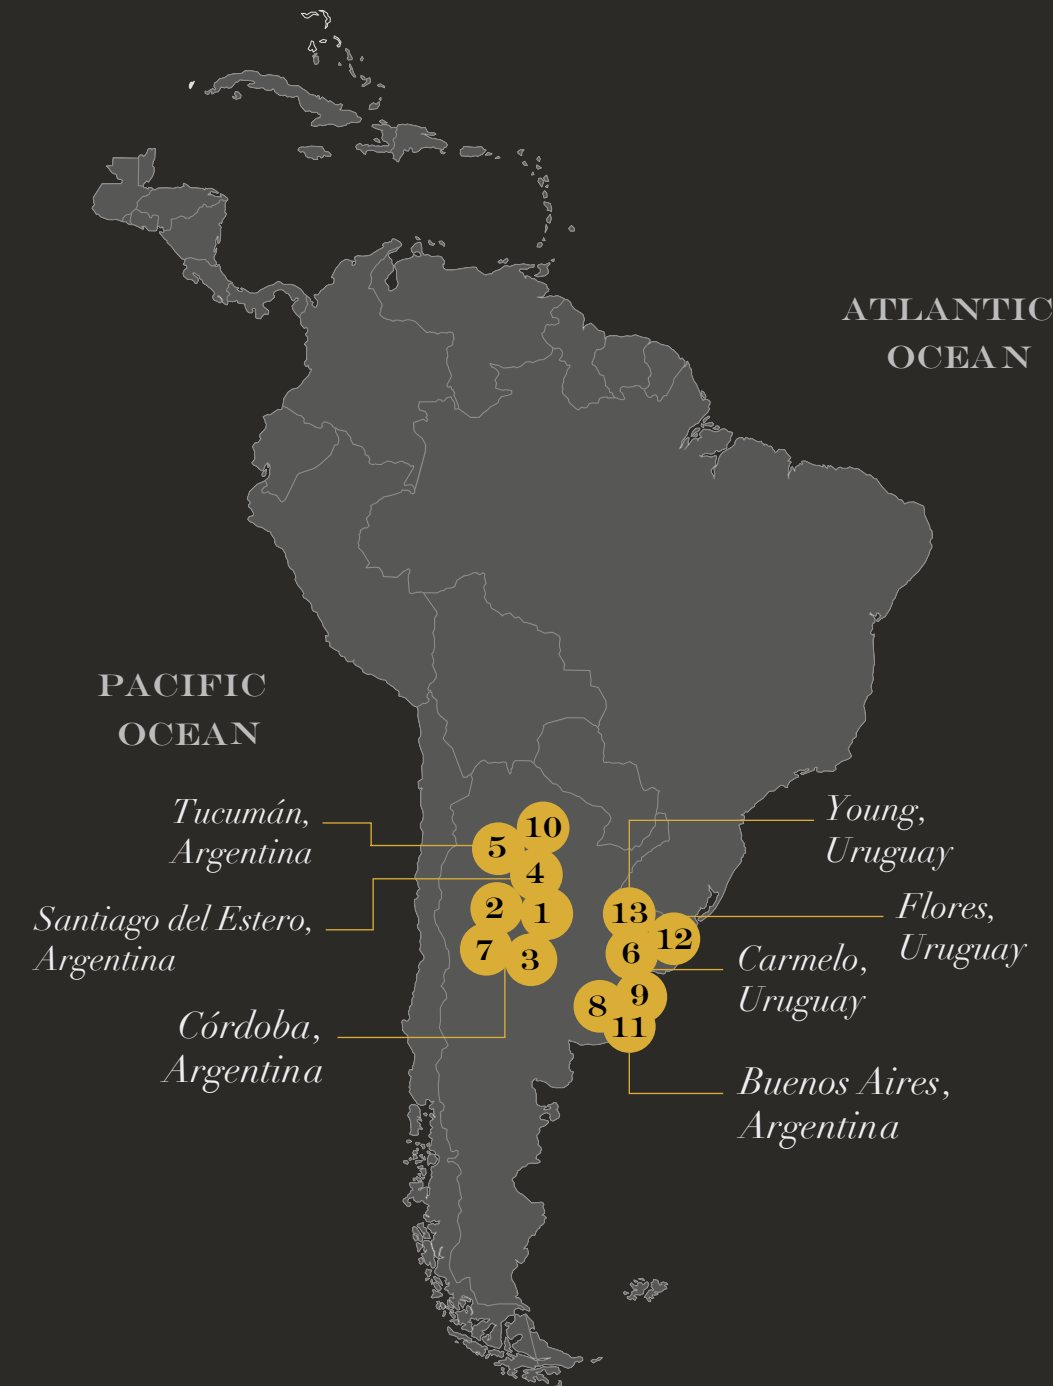 ATLANTIC
OCEAN
PACIFIC
OCEAN
Tucumán,
Argentina
Santiago del Estero,
Argentina
Córdoba,
Argentina
10
5
4
2
1
7
3
13
12
6
9
8
11
Young,
Uruguay
Flores,
Uruguay
Carmelo,
Uruguay
Buenos Aires,
Argentina